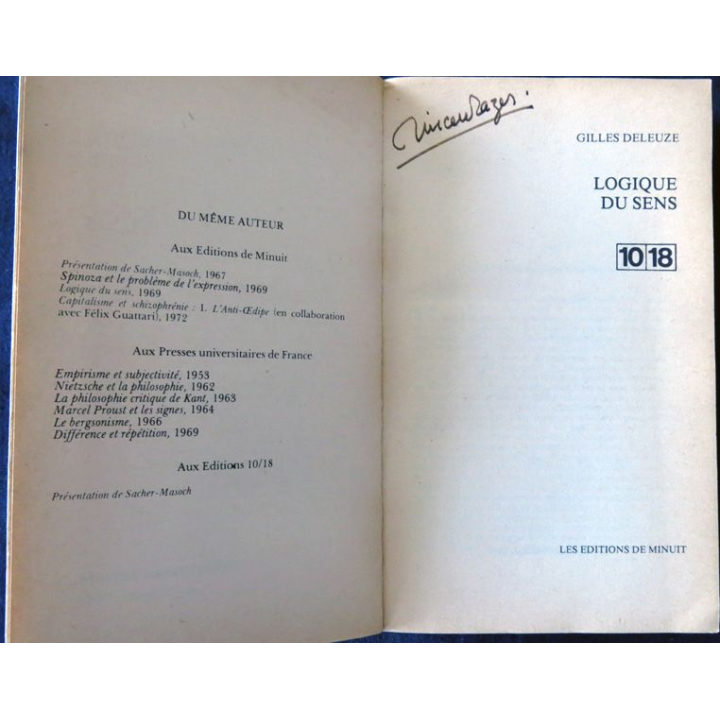 DU MÊME AUTEUR
Aux Editions de Minuit
Présentation de Sacher-Masoch, 1967
Spinoza et le problème de l'expression, 1969
Logique du sens, 1969
Capitalisme et schizophrénie : 1. L'Anti-Œdipe (en collaboration
avec Félix Guattari), 1972
Aux Presses universitaires de France
Empirisme et subjectivité, 1953
Nietzsche et la philosophie, 1962
La philosophie critique de Kant, 1963
Marcel Proust et les signes, 1964
Le bergsonisme, 1966
Différence et répétition, 1969
Aux Editions 10/18
Présentation de Sacher-Masoch
GILLES DELEUZE
LOGIQUE
DU SENS
10 18
LES EDITIONS DE MINUIT